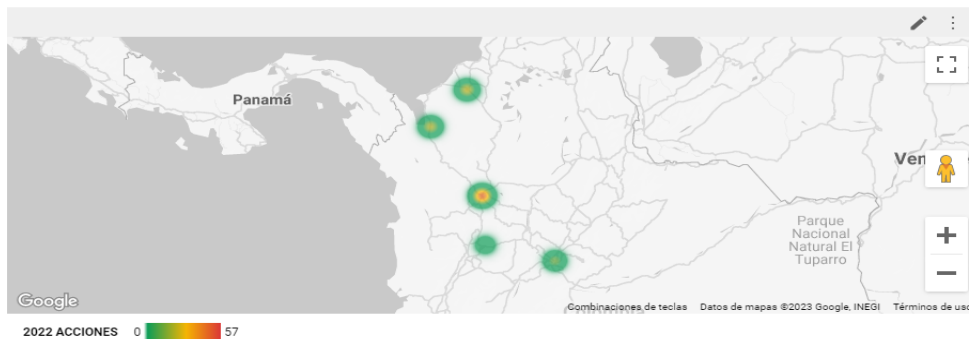 Panamá
Ven
Parque
Nacional
Natural El
Tuparro
Google
Combinaciones de teclas Datos de mapas ©2023 Google, INEGI Términos de uso
2022 ACCIONES 0 57